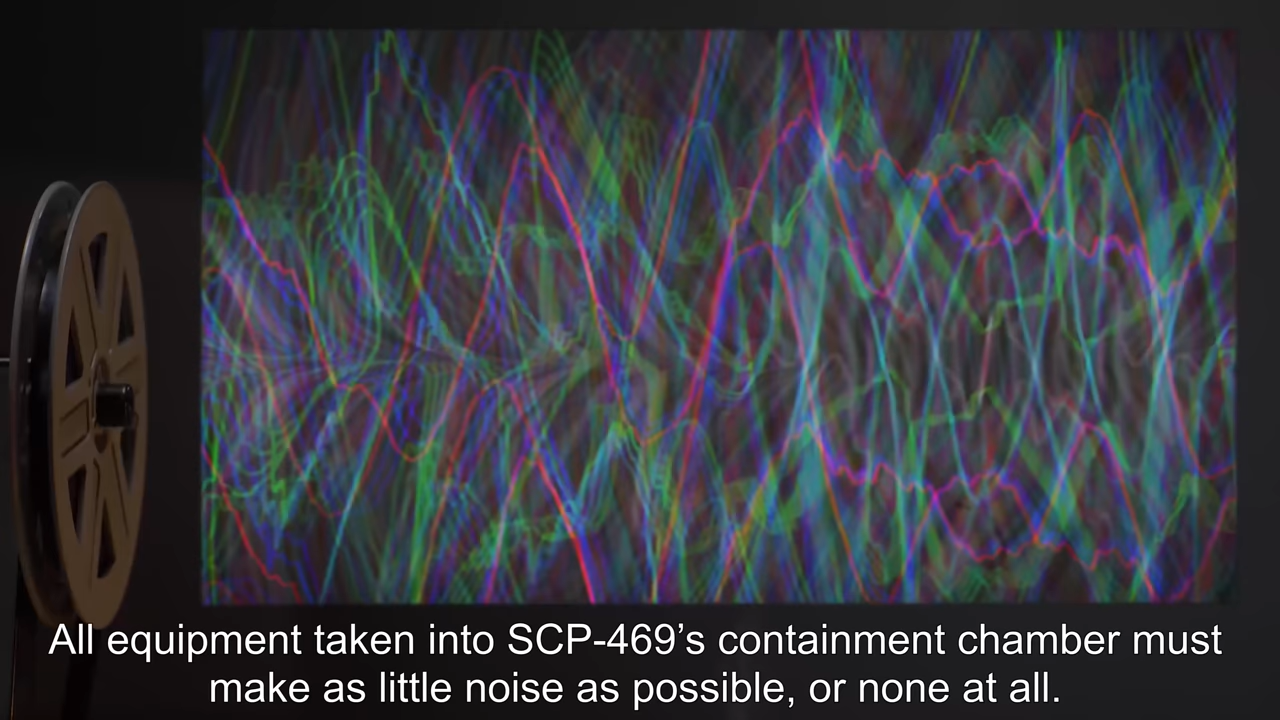 All equipment taken into SCP-469’s containment chamber must
make as little noise as possible, or none at all.